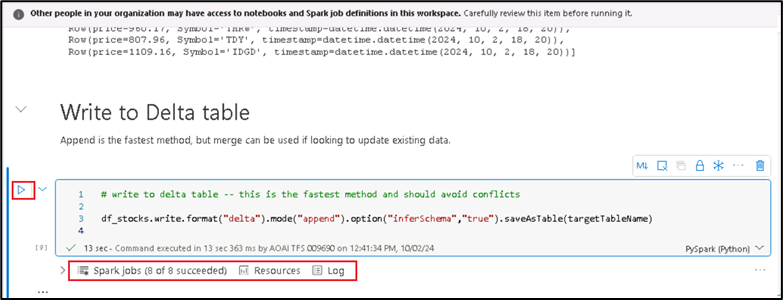 Other people in your organization may have access to notebooks and Spark job definitions in this workspace. Carefully review this item before running it.
Row(price=960.17, Symbol='IHRW', timestamp=datetime.datetime(2024, 10, 2, 18, 20)),
Row(price=807.96, Symbol='TDY', timestamp=datetime.datetime(2024, 10, 2, 18, 20)),
Row(price=1109.16, Symbol='IDGD', timestamp=datetime.datetime(2024, 10, 2, 18, 20))]
Write to Delta table
Append is the fastest method, but merge can be used if looking to update existing data.
M↓
1 # write to delta table -- this is the fastest method and should avoid conflicts
2
3 df_stocks.write.format("delta").mode("append").option("inferSchema","true").saveAsTable(targetTableName)
4
[9] 13 sec - Command executed in 13 sec 363 ms by AOAI TFS 009690 on 12:41:34 PM, 10/02/24 PySpark (Python)
Spark jobs (8 of 8 succeeded) Resources Log